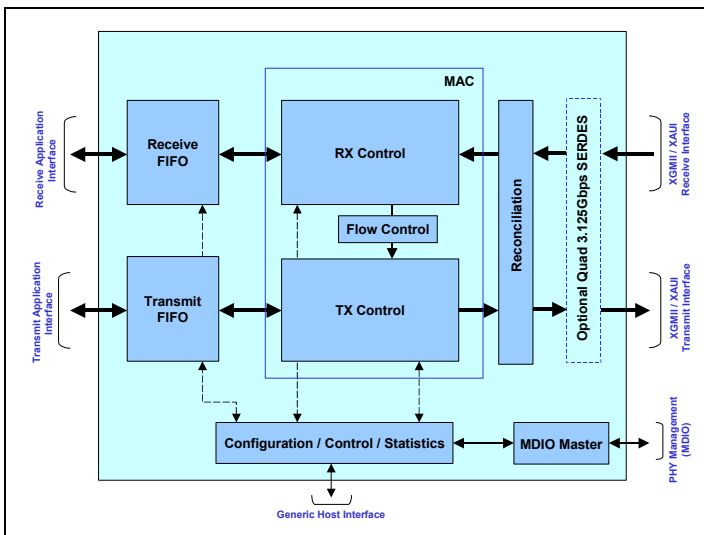 MAC
Receive Application
Interface
Receive
FIFO
RX Control
Flow Control
Reconciliation
Optional Quad 3.125Gbps SERDES
XGMII / XAUI
Receive Interface
Transmit Application
Interface
Transmit
FIFO
TX Control
XGMII / XAUI
Transmit Interface
Configuration / Control / Statistics
MDIO Master
PHY Management
(MDIO)
Generic Host Interface